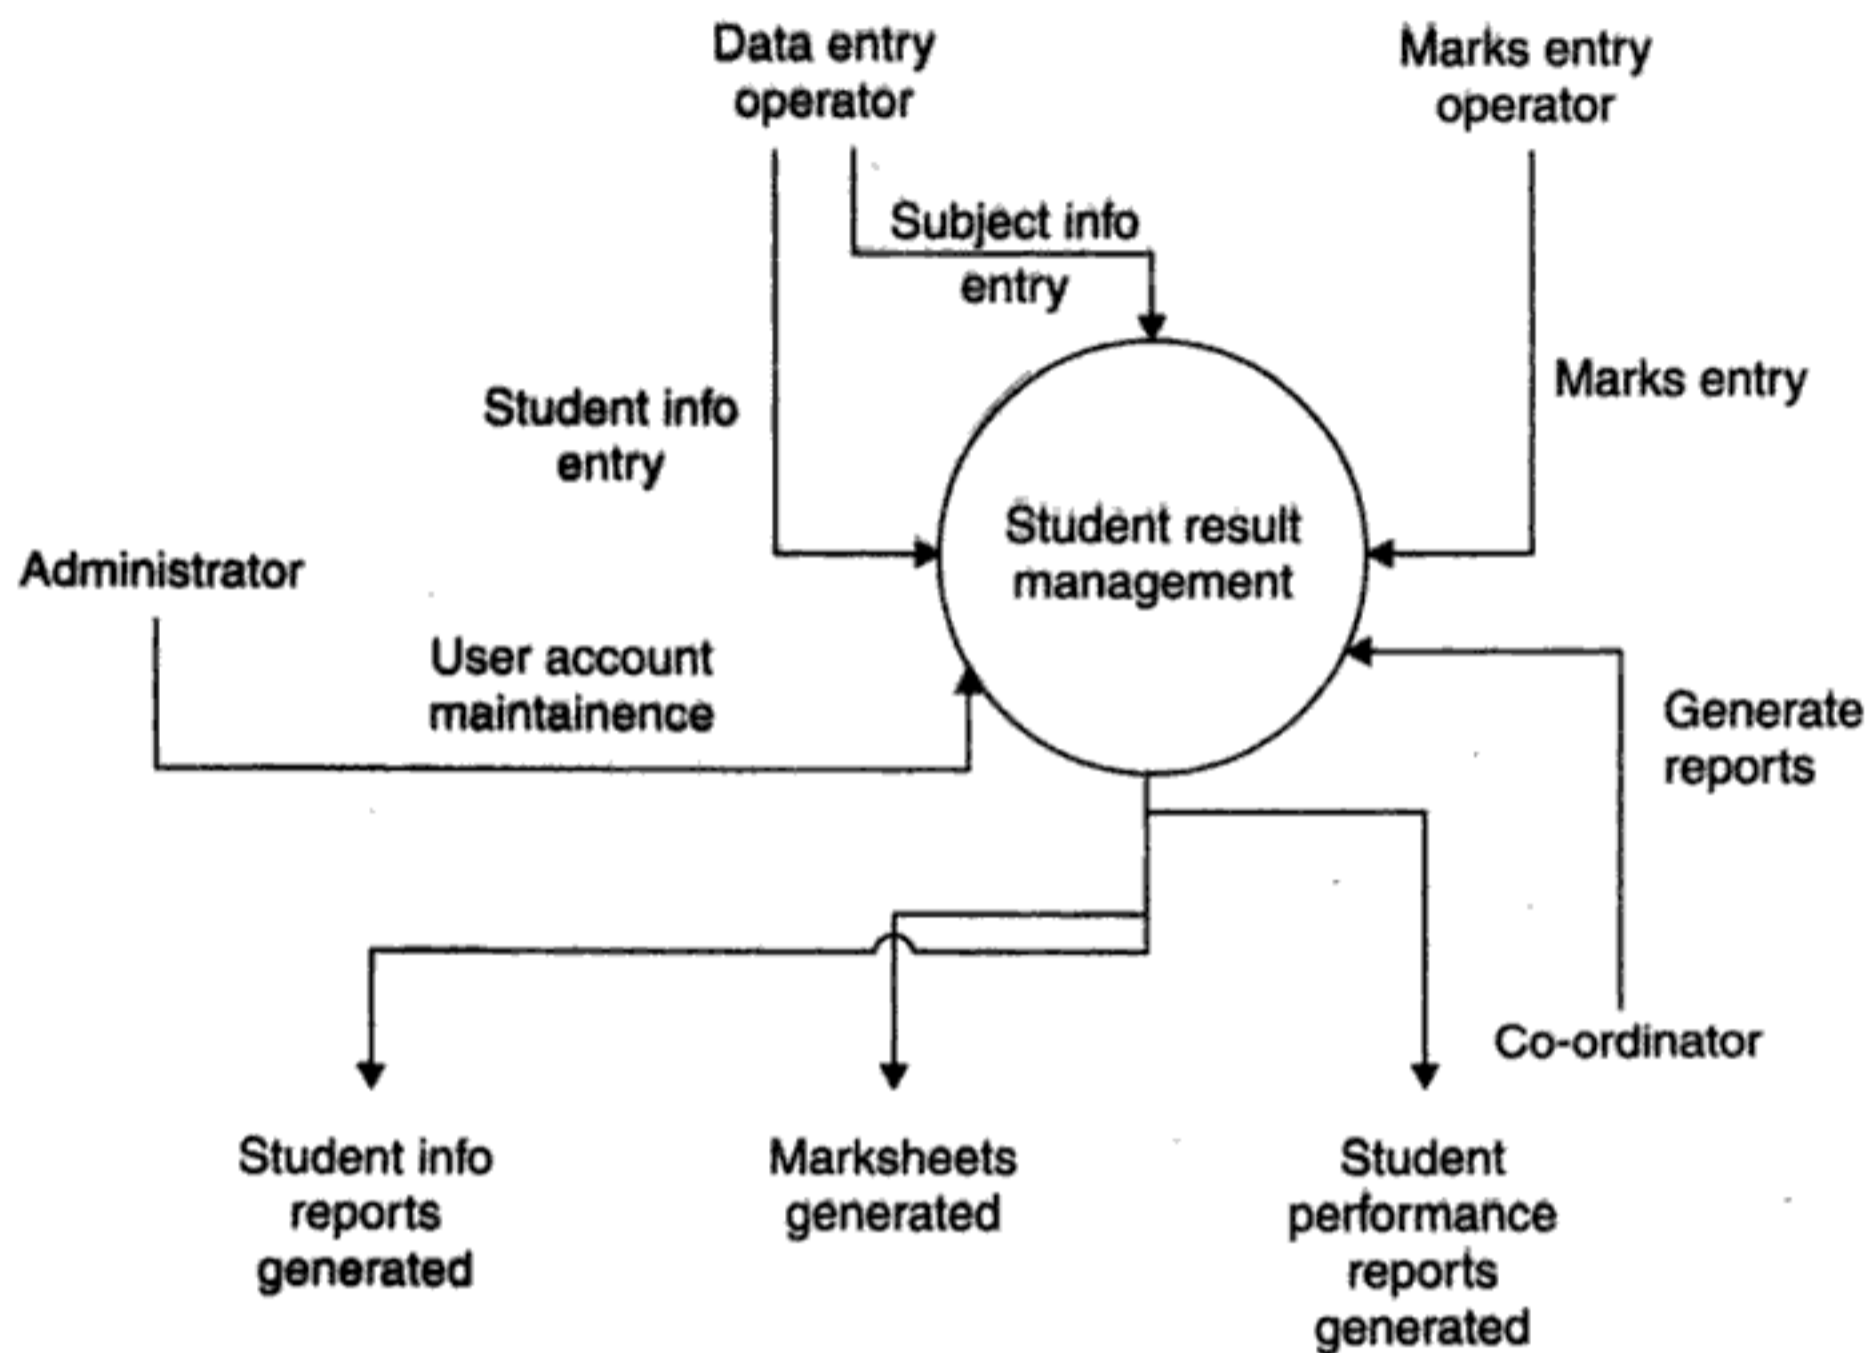 Data entry
operator
Marks entry
operator
Subject info
entry
Marks entry
Student info
entry
Student result
management
Administrator
User account
maintainence
Generate
reports
Co-ordinator
Student info
reports
generated
Marksheets
generated
Student
performance
reports
generated